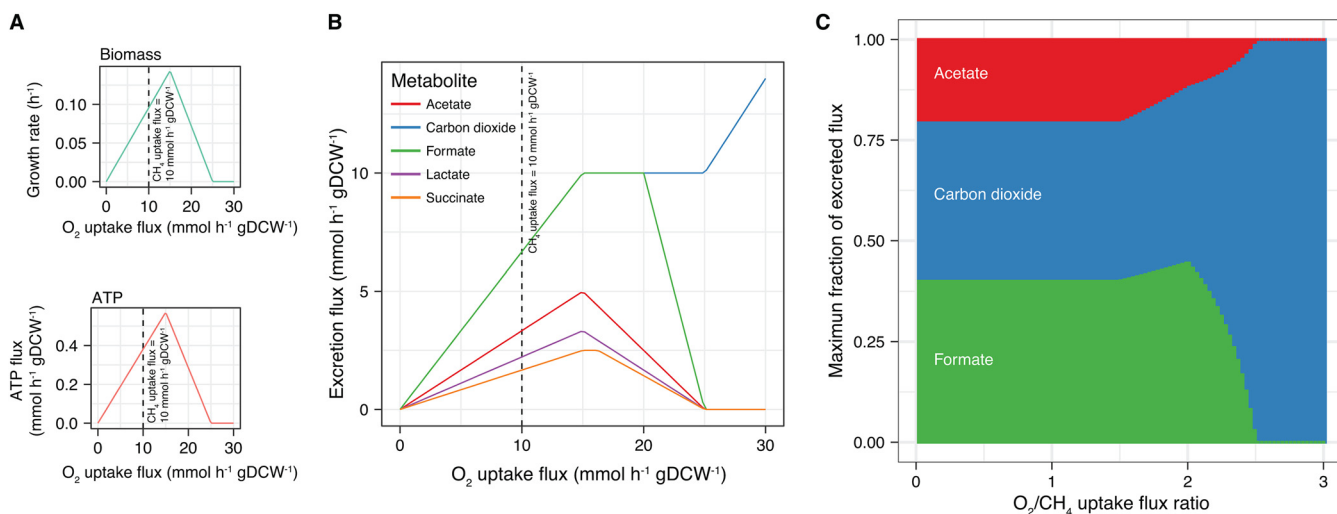 A
Biomass
Growth rate (h⁻¹)
0.10
0.05
0.00
CH₄ uptake flux =
10 mmol h⁻¹ gDCW⁻¹
0 10 20 30
O₂ uptake flux (mmol h⁻¹ gDCW⁻¹)
ATP
ATP flux
(mmol h⁻¹ gDCW⁻¹)
0.4
0.2
0.0
CH₄ uptake flux =
10 mmol h⁻¹ gDCW⁻¹
0 10 20 30
O₂ uptake flux (mmol h⁻¹ gDCW⁻¹)
B
Metabolite
Acetate
Carbon dioxide
Formate
Lactate
Succinate
CH₄ uptake flux = 10 mmol h⁻¹ gDCW⁻¹
Excretion flux (mmol h⁻¹ gDCW⁻¹)
10
5
0
0 10 20 30
O₂ uptake flux (mmol h⁻¹ gDCW⁻¹)
C
Maximun fraction of excreted flux
1.00
0.75
0.50
0.25
0.00
Acetate
Carbon dioxide
Formate
0 1 2 3
O₂/CH₄ uptake flux ratio